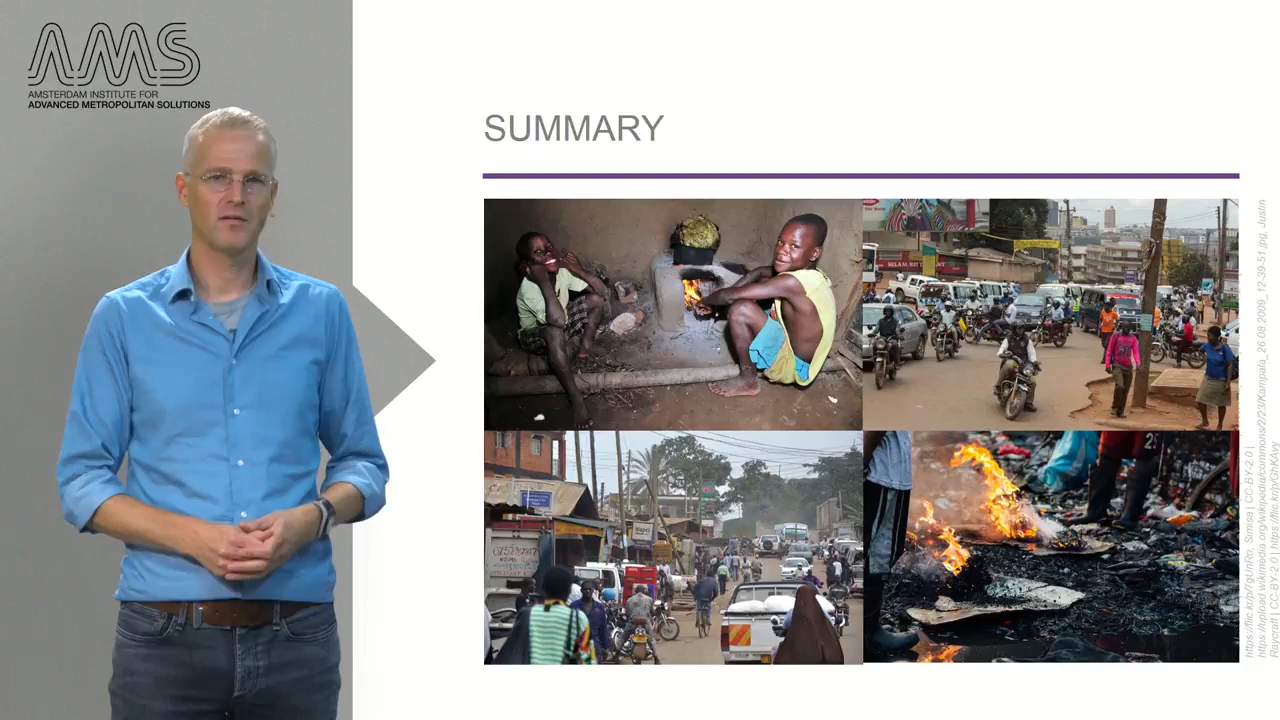 AMS
AMSTERDAM INSTITUTE FOR
ADVANCED METROPOLITAN SOLUTIONS
SUMMARY
https://flic.kr/p/7gUnRo, Simisa | CC-BY-2.0 |
https://upload.wikimedia.org/wikipedia/commons/2/23/Kampala_26.08.2009_12-39-51.jpg, Justin
Raycraft | CC-BY-2.0 | https://flic.kr/p/GhKAvy